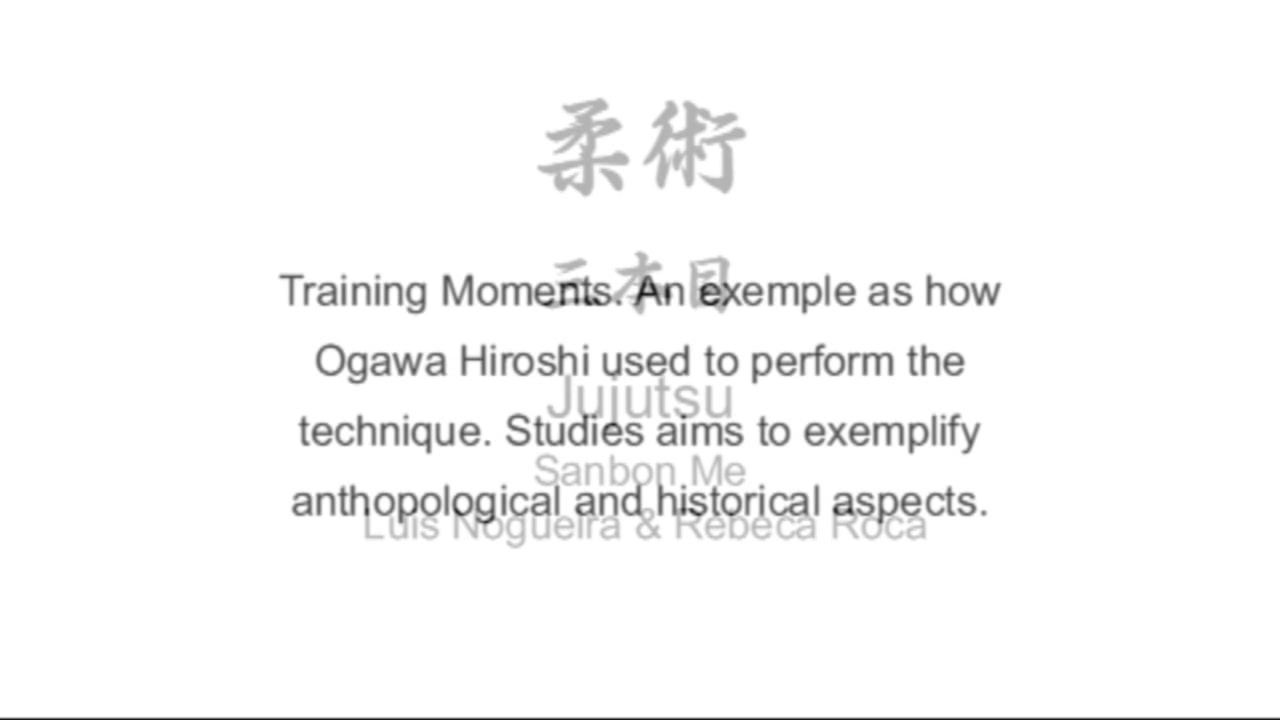 柔術
三本目
Training Moments. An exemple as how
Ogawa Hiroshi used to perform the
Jujutsu
technique. Studies aims to exemplify
Sanbon Me
anthopological and historical aspects.
Luis Nogueira & Rebeca Roca